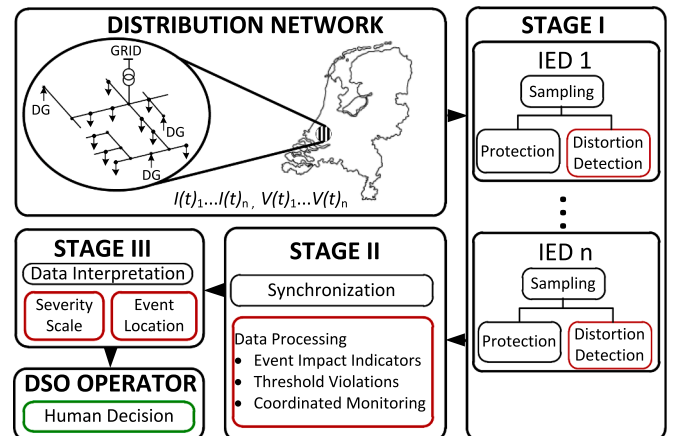 DISTRIBUTION NETWORK
GRID
DG
DG
DG
I(t)₁...I(t)ₙ , V(t)₁...V(t)ₙ
STAGE I
IED 1
Sampling
Protection
Distortion
Detection
IED n
Sampling
Protection
Distortion
Detection
STAGE II
Synchronization
Data Processing
• Event Impact Indicators
• Threshold Violations
• Coordinated Monitoring
STAGE III
Data Interpretation
Severity
Scale
Event
Location
DSO OPERATOR
Human Decision